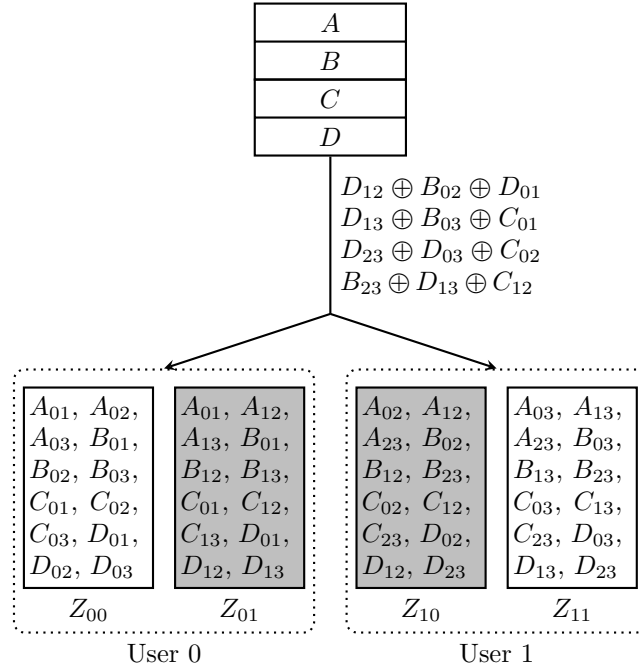 A
B
C
D
D₁₂ ⊕ B₀₂ ⊕ D₀₁
D₁₃ ⊕ B₀₃ ⊕ C₀₁
D₂₃ ⊕ D₀₃ ⊕ C₀₂
B₂₃ ⊕ D₁₃ ⊕ C₁₂
A₀₁, A₀₂,
A₀₃, B₀₁,
B₀₂, B₀₃,
C₀₁, C₀₂,
C₀₃, D₀₁,
D₀₂, D₀₃
Z₀₀
A₀₁, A₁₂,
A₁₃, B₀₁,
B₁₂, B₁₃,
C₀₁, C₁₂,
C₁₃, D₀₁,
D₁₂, D₁₃
Z₀₁
User 0
A₀₂, A₁₂,
A₂₃, B₀₂,
B₁₂, B₂₃,
C₀₂, C₁₂,
C₂₃, D₀₂,
D₁₂, D₂₃
Z₁₀
A₀₃, A₁₃,
A₂₃, B₀₃,
B₁₃, B₂₃,
C₀₃, C₁₃,
C₂₃, D₀₃,
D₁₃, D₂₃
Z₁₁
User 1